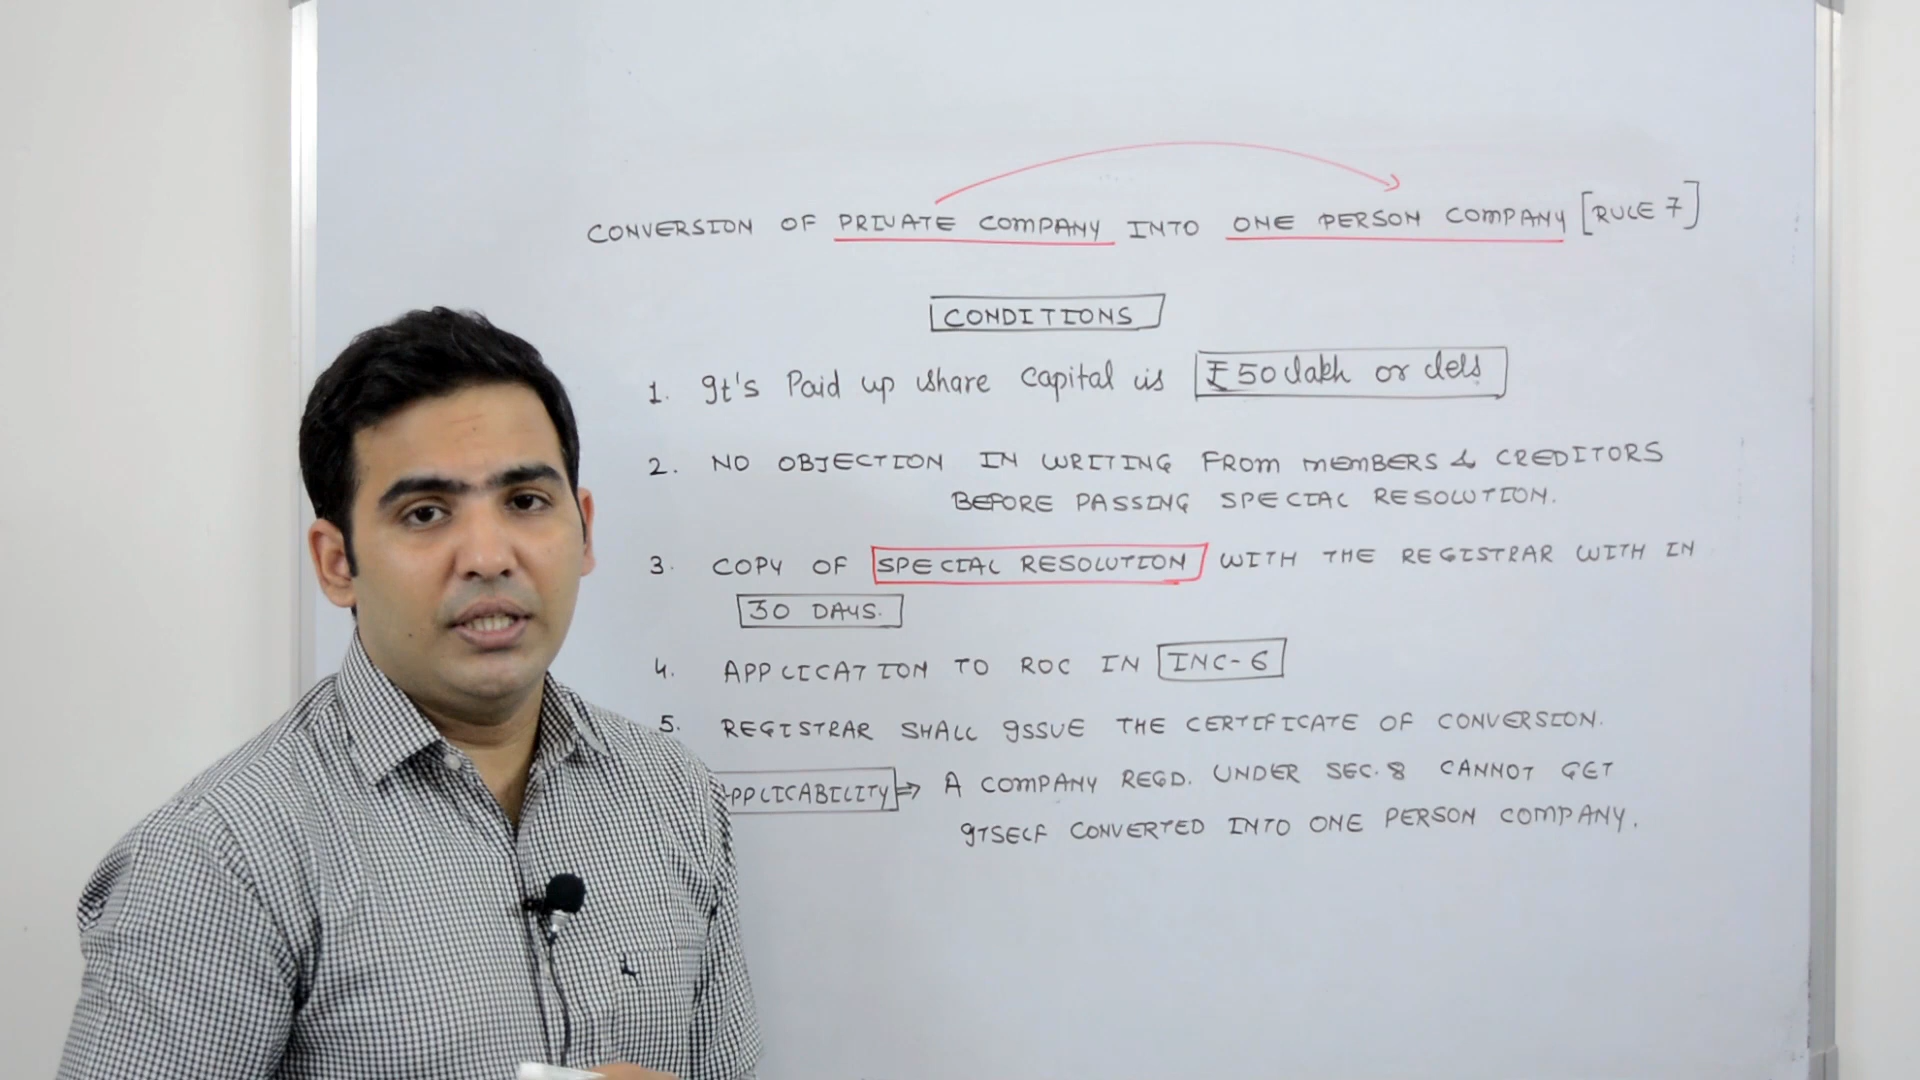 CONVERSION OF PRIVATE COMPANY INTO ONE PERSON COMPANY [RULE 7]
CONDITIONS
1. It's Paid up share capital is ₹50 lakh or less
2. NO OBJECTION IN WRITING FROM MEMBERS & CREDITORS
BEFORE PASSING SPECIAL RESOLUTION.
3. COPY OF SPECIAL RESOLUTION WITH THE REGISTRAR WITH IN
30 DAYS.
4. APPLICATION TO ROC IN INC-6
5. REGISTRAR SHALL ISSUE THE CERTIFICATE OF CONVERSION.
APPLICABILITY ⇒ A COMPANY REGD. UNDER SEC. 8 CANNOT GET
ITSELF CONVERTED INTO ONE PERSON COMPANY.